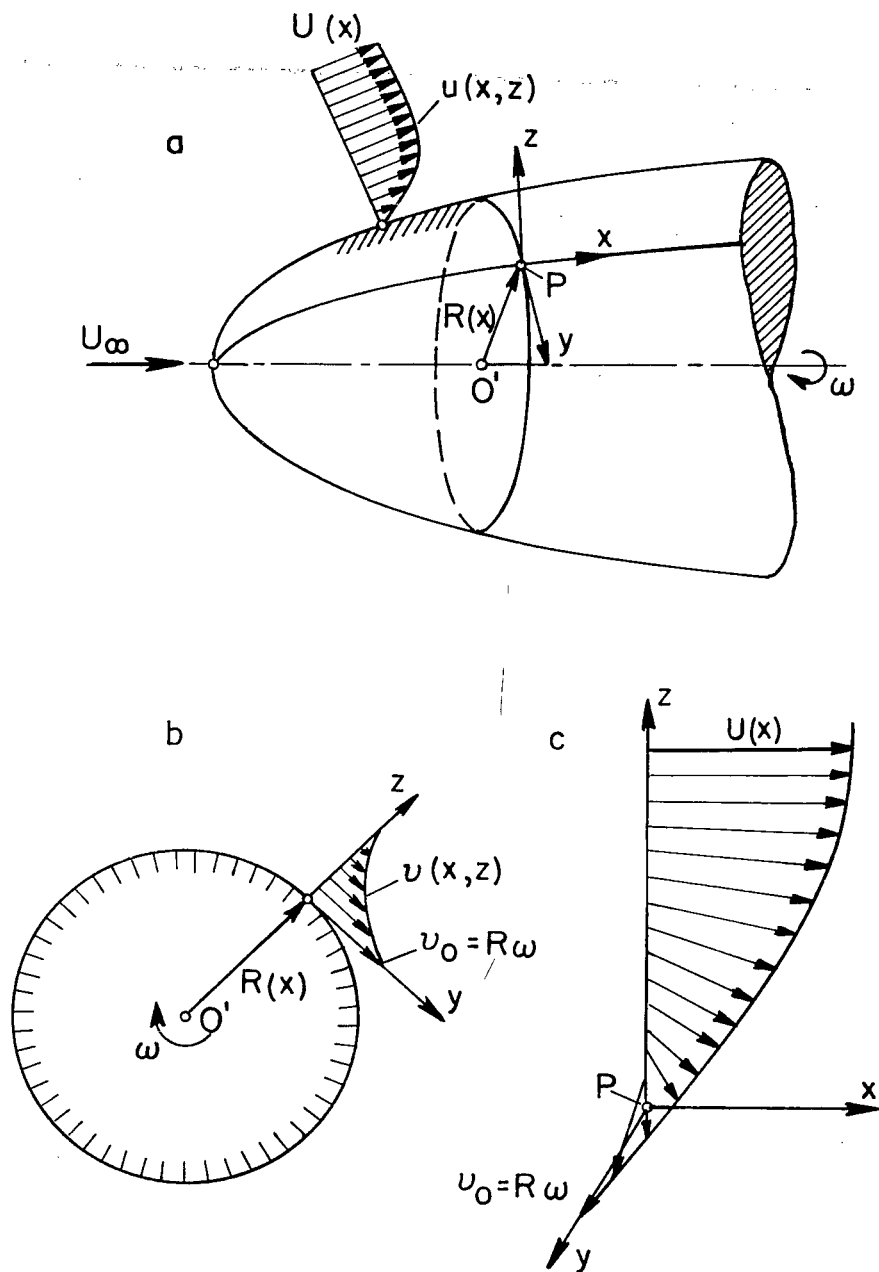 U(x)
u(x,z)
a
z
x
P
R(x)
U∞
y
O'
ω
b
z
υ(x,z)
υ₀=Rω
R(x)
y
O'
ω
c
z
U(x)
P
x
υ₀=Rω
y